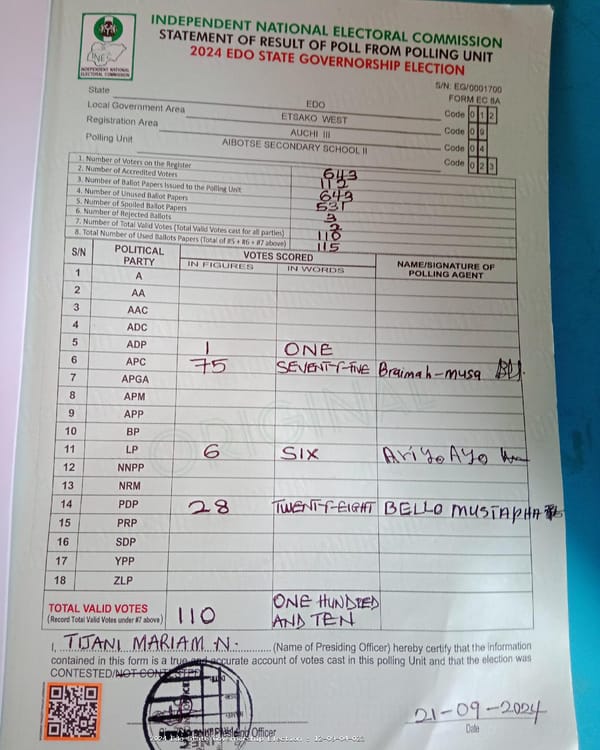 INDEPENDENT NATIONAL ELECTORAL COMMISSION
STATEMENT OF RESULT OF POLL FROM POLLING UNIT
2024 EDO STATE GOVERNORSHIP ELECTION
INEC
INDEPENDENT NATIONAL
ELECTORAL COMMISSION
S/N: EG/0001700
FORM EC 8A
State EDO Code 0 1 2
Local Government Area ETSAKO WEST Code 0 9
Registration Area AUCHI III Code 0 4
Polling Unit AIBOTSE SECONDARY SCHOOL II Code 0 2 3
1. Number of Voters on the Register 643
2. Number of Accredited Voters 112
3. Number of Ballot Papers Issued to the Polling Unit 643
4. Number of Unused Ballot Papers 531
5. Number of Spoiled Ballot Papers 3
6. Number of Rejected Ballots 2
7. Number of Total Valid Votes (Total Valid Votes cast for all parties) 110
8. Total Number of Used Ballots Papers (Total of #5 + #6 + #7 above) 115
S/N POLITICAL PARTY VOTES SCORED NAME/SIGNATURE OF POLLING AGENT
IN FIGURES IN WORDS
1 A
2 AA
3 AAC
4 ADC
5 ADP 1 ONE
6 APC 75 SEVENTY-FIVE Braimah-musa
7 APGA
8 APM
9 APP
10 BP
11 LP 6 SIX Ariyo Ayo
12 NNPP
13 NRM
14 PDP 28 TWENTY-EIGHT BELLO MUSTAPHA
15 PRP
16 SDP
17 YPP
18 ZLP
ORIGINAL
TOTAL VALID VOTES 110 ONE HUNDRED
(Record Total Valid Votes under #7 above) AND TEN
I, TIJANI MARIAM N. (Name of Presiding Officer) hereby certify that the information
contained in this form is a true and accurate account of votes cast in this polling Unit and that the election was
CONTESTED/NOT CONTESTED
21-09-2024
Presiding Officer Date
2024 Edo State Governorship Election - 12-09-04-023